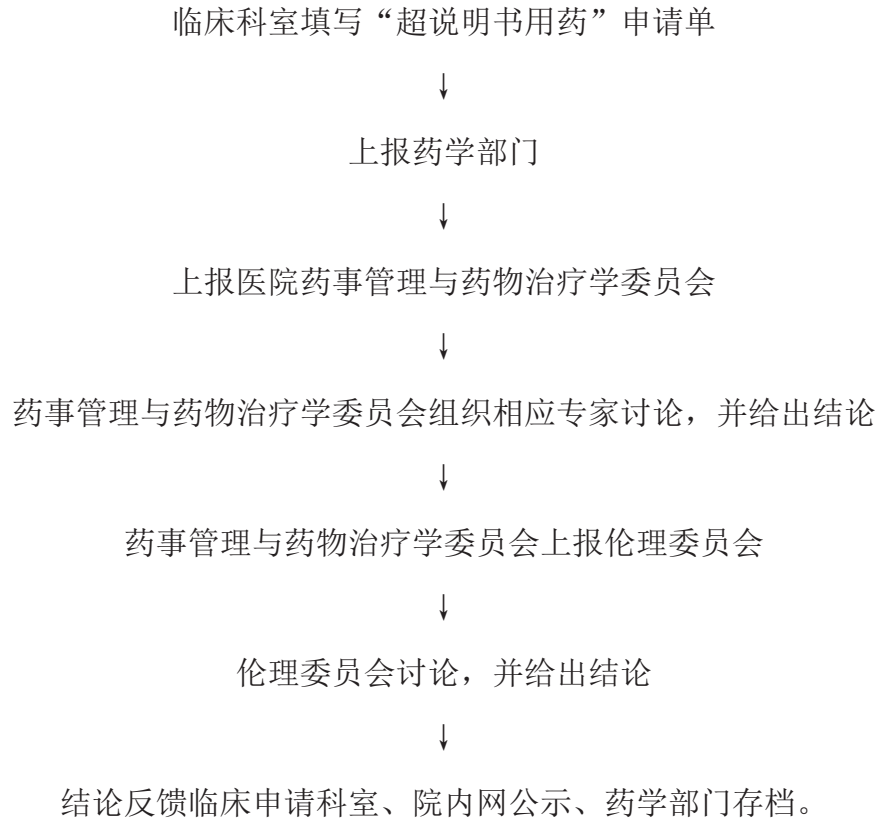 临床科室填写“超说明书用药”申请单
↓
上报药学部门
↓
上报医院药事管理与药物治疗学委员会
↓
药事管理与药物治疗学委员会组织相应专家讨论，并给出结论
↓
药事管理与药物治疗学委员会上报伦理委员会
↓
伦理委员会讨论，并给出结论
↓
结论反馈临床申请科室、院内网公示、药学部门存档。